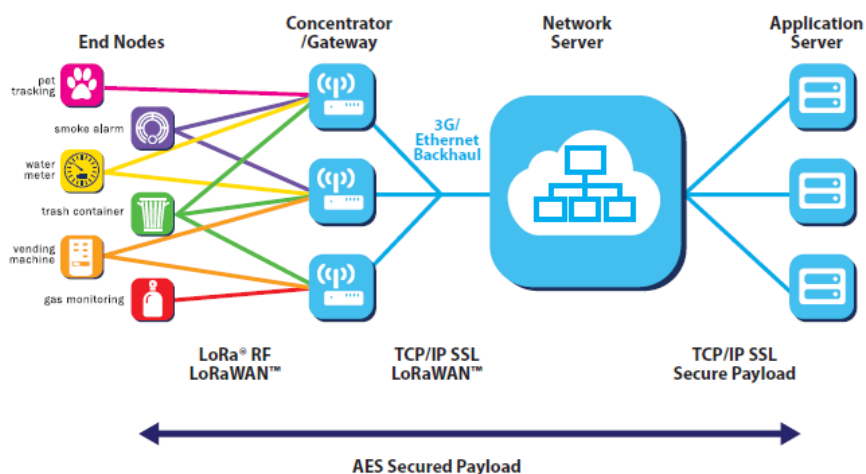 End Nodes
Concentrator
/Gateway
Network
Server
Application
Server
pet
tracking
smoke alarm
water
meter
trash container
vending
machine
gas monitoring
3G/
Ethernet
Backhaul
LoRa® RF
LoRaWAN™
TCP/IP SSL
LoRaWAN™
TCP/IP SSL
Secure Payload
AES Secured Payload